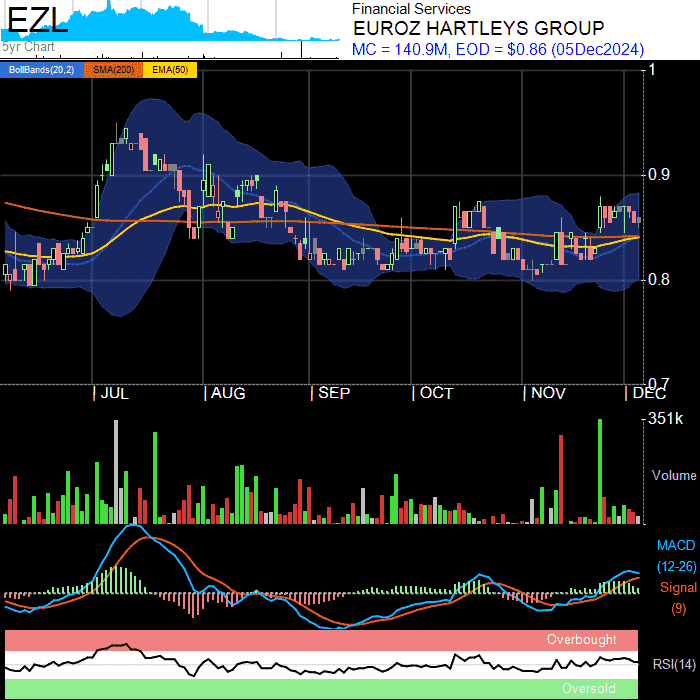 EZL
5yr Chart
Financial Services
EUROZ HARTLEYS GROUP
MC = 140.9M, EOD = $0.86 (05Dec2024)
BollBands(20,2) SMA(200) EMA(50)
1
0.9
0.8
0.7
JUL AUG SEP OCT NOV DEC
351k
Volume
MACD
(12-26)
Signal
(9)
Overbought
RSI(14)
Oversold